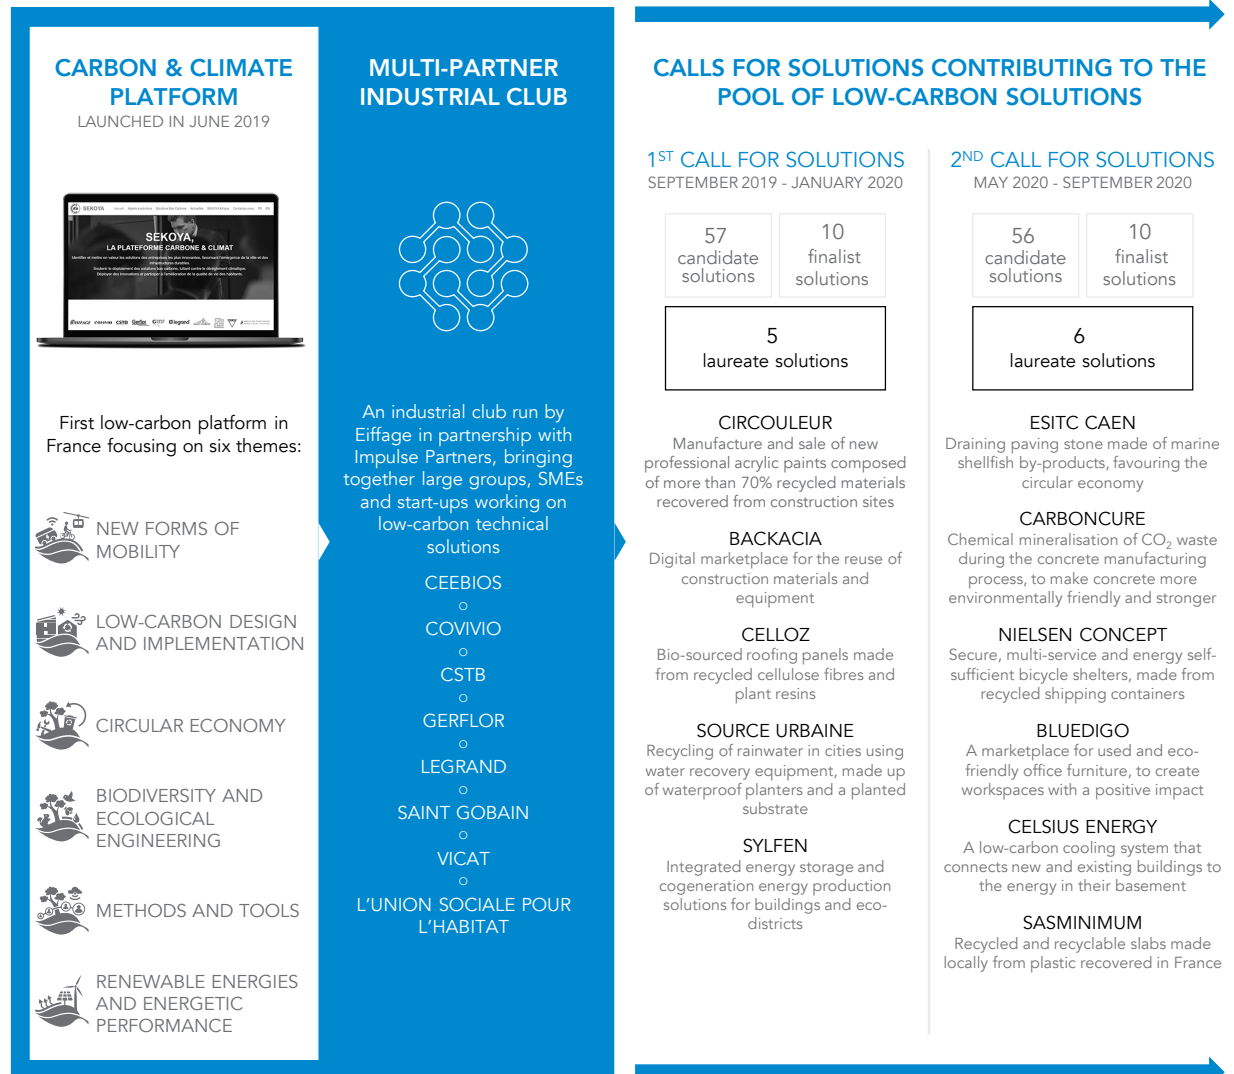 CARBON & CLIMATE
PLATFORM
LAUNCHED IN JUNE 2019
SEKOYA
SEKOYA,
LA PLATEFORME CARBONE & CLIMAT
EIFFAGE
CSTB
Gerflor
legrand
First low-carbon platform in
France focusing on six themes:
NEW FORMS OF
MOBILITY
LOW-CARBON DESIGN
AND IMPLEMENTATION
CIRCULAR ECONOMY
BIODIVERSITY AND
ECOLOGICAL
ENGINEERING
METHODS AND TOOLS
RENEWABLE ENERGIES
AND ENERGETIC
PERFORMANCE
MULTI-PARTNER
INDUSTRIAL CLUB
An industrial club run by
Eiffage in partnership with
Impulse Partners, bringing
together large groups, SMEs
and start-ups working on
low-carbon technical
solutions
CEEBIOS
COVIVIO
CSTB
GERFLOR
LEGRAND
SAINT GOBAIN
VICAT
L’UNION SOCIALE POUR
L’HABITAT
CALLS FOR SOLUTIONS CONTRIBUTING TO THE
POOL OF LOW-CARBON SOLUTIONS
1ST CALL FOR SOLUTIONS
SEPTEMBER 2019 - JANUARY 2020
57
candidate
solutions
10
finalist
solutions
5
laureate solutions
CIRCOULEUR
Manufacture and sale of new
professional acrylic paints composed
of more than 70% recycled materials
recovered from construction sites
BACKACIA
Digital marketplace for the reuse of
construction materials and
equipment
CELLOZ
Bio-sourced roofing panels made
from recycled cellulose fibres and
plant resins
SOURCE URBAINE
Recycling of rainwater in cities using
water recovery equipment, made up
of waterproof planters and a planted
substrate
SYLFEN
Integrated energy storage and
cogeneration energy production
solutions for buildings and eco-
districts
2ND CALL FOR SOLUTIONS
MAY 2020 - SEPTEMBER 2020
56
candidate
solutions
10
finalist
solutions
6
laureate solutions
ESITC CAEN
Draining paving stone made of marine
shellfish by-products, favouring the
circular economy
CARBONCURE
Chemical mineralisation of CO2 waste
during the concrete manufacturing
process, to make concrete more
environmentally friendly and stronger
NIELSEN CONCEPT
Secure, multi-service and energy self-
sufficient bicycle shelters, made from
recycled shipping containers
BLUEDIGO
A marketplace for used and eco-
friendly office furniture, to create
workspaces with a positive impact
CELSIUS ENERGY
A low-carbon cooling system that
connects new and existing buildings to
the energy in their basement
SASMINIMUM
Recycled and recyclable slabs made
locally from plastic recovered in France